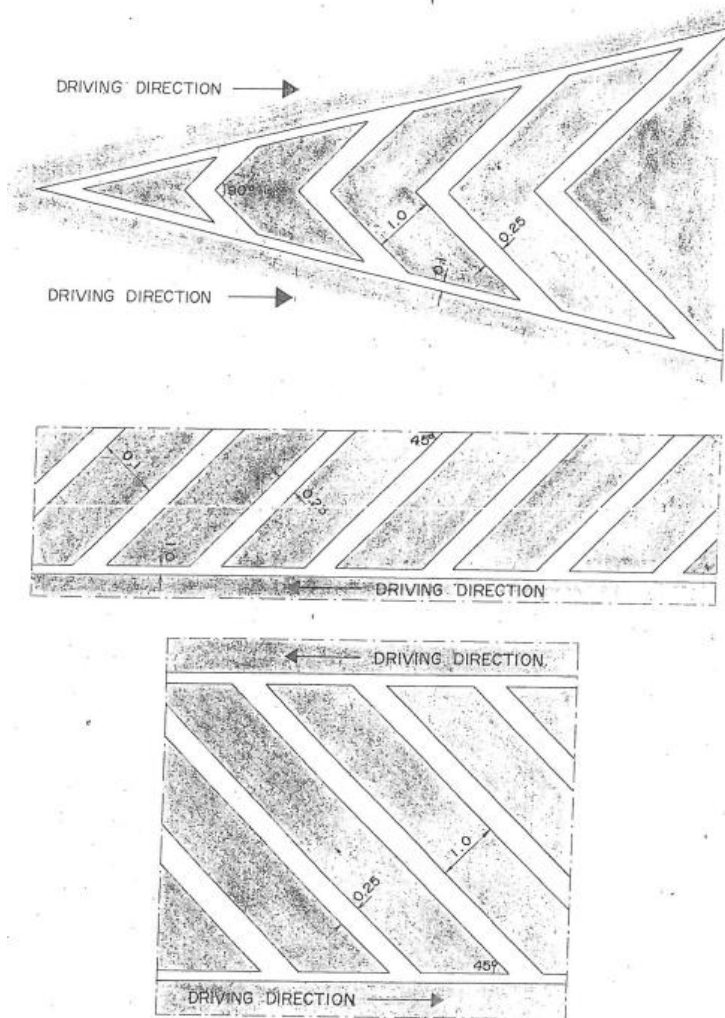 DRIVING DIRECTION
90°
1.0
0.25
0.1
DRIVING DIRECTION
45°
0.1
0.25
0.1
DRIVING DIRECTION
DRIVING DIRECTION.
1.0
0.25
45°
DRIVING DIRECTION